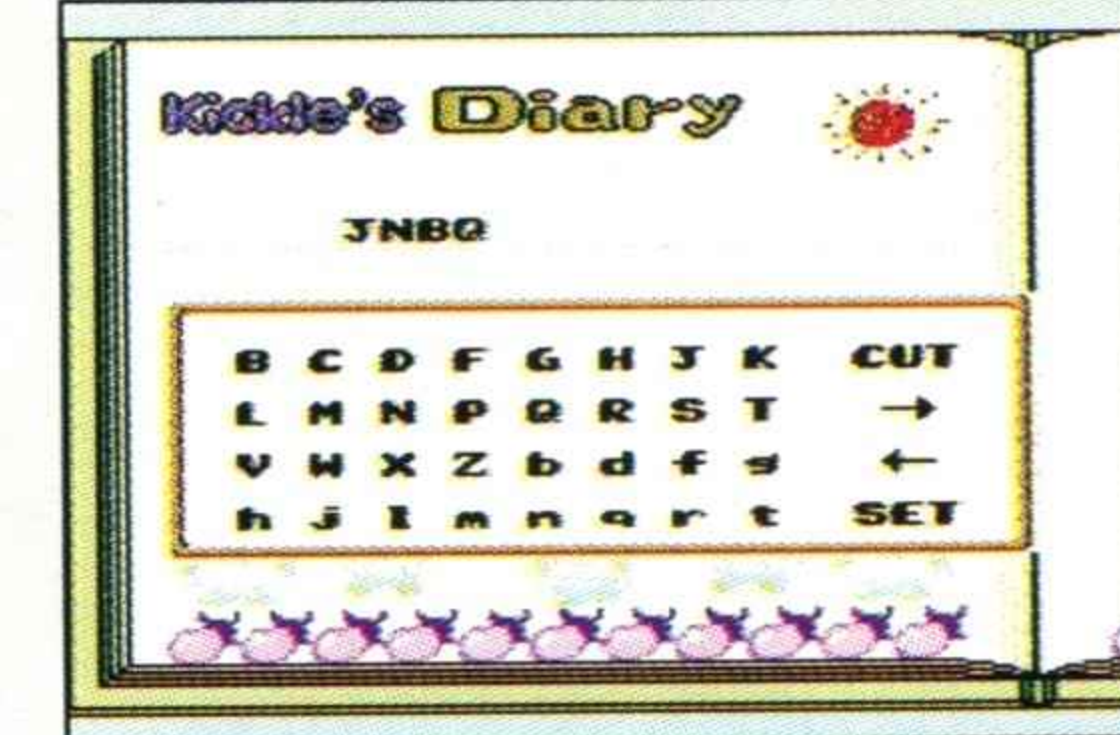 Kickle's Diary
JNBQ
B C D F G H J K CUT
L M N P Q R S T →
V W X Z b d f g ←
h j l m n q r t SET